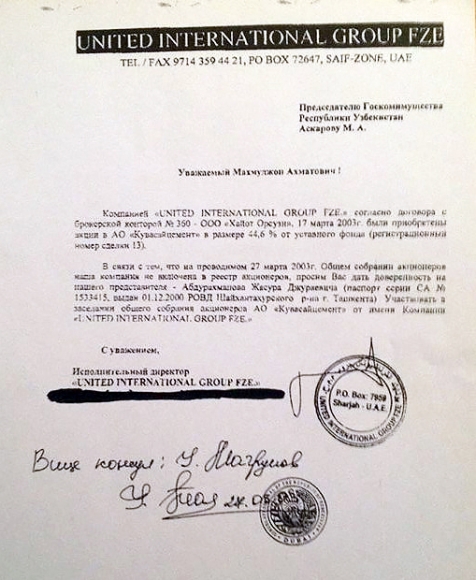 UNITED INTERNATIONAL GROUP FZE
TEL / FAX 9714 359 44 21, PO BOX 72647, SAIF-ZONE, UAE
Председателю Госкомимущества
Республики Узбекистан
Аскарову М. А.
Уважаемый Махмуджон Ахматович !
Компанией «UNITED INTERNATIONAL GROUP FZE.» согласно договора с
брокерской конторой № 360 - ООО «Xaitot Орсузи», 17 марта 2003г. были приобретены
акции в АО «Кувасайцемент» в размере 44,6 % от уставного фонда (регистрационный
номер сделки 13).
В связи с тем, что на проводимом 27 марта 2003г. Общем собрании акционеров
наша компания не включена в реестр акционеров, просим Вас дать доверенность на
нашего представителя - Абдурахманова Жасура Джураевича (паспорт серии СА №
1533415, выдан 01.12.2000 РОВД Шайхантахурского р-на г. Ташкента) Участвовать в
заседании общего собрания акционеров АО «Кувасайцемент» от имени Компании
«UNITED INTERNATIONAL GROUP FZE.»
С уважением,
Исполнительный директор
«UNITED INTERNATIONAL GROUP FZE.»
P.O. Box: 7959
Sharjah - U.A.E.
UNITED INTERNATIONAL GROUP FZE
Вице консул: У. Магрупов
DUBAI